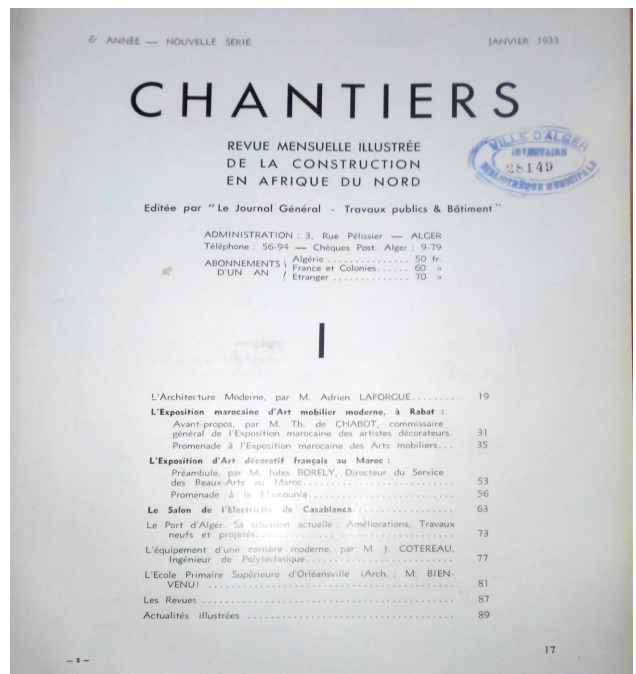 6e ANNÉE — NOUVELLE SÉRIE
JANVIER 1933
CHANTIERS
REVUE MENSUELLE ILLUSTRÉE
DE LA CONSTRUCTION
EN AFRIQUE DU NORD
VILLE D'ALGER
INVENTAIRE
28149
BIBLIOTHÈQUE MUNICIPALE
Editée par "Le Journal Général - Travaux publics & Bâtiment"
ADMINISTRATION : 3, Rue Pélissier — ALGER
Téléphone : 56-94 — Chèques Post. Alger : 9-79
ABONNEMENTS D'UN AN
Algérie ............... 50 fr.
France et Colonies...... 60 »
Etranger ............... 70 »
I
L'Architecture Moderne, par M. Adrien LAFORGUE........ 19
L'Exposition marocaine d'Art mobilier moderne, à Rabat :
Avant-propos, par M. Th. de CHABOT, commissaire
général de l'Exposition marocaine des artistes décorateurs. 31
Promenade à l'Exposition marocaine des Arts mobiliers... 35
L'Exposition d'Art décoratif français au Maroc :
Préambule, par M. Jules BORELY, Directeur du Service
des Beaux-Arts au Maroc........................ 53
Promenade à la Mamounia........................ 56
Le Salon de l'Electricité de Casablanca................ 63
Le Port d'Alger. Sa situation actuelle : Améliorations, Travaux
neufs et projetés................................ 73
L'équipement d'une carrière moderne, par M. J. COTEREAU,
Ingénieur de Polytechnique........................ 77
L'Ecole Primaire Supérieure d'Orléansville (Arch. : M. BIEN-
VENU) ........................................ 81
Les Revues ........................................ 87
Actualités illustrées .................................. 89
17
— 2 —